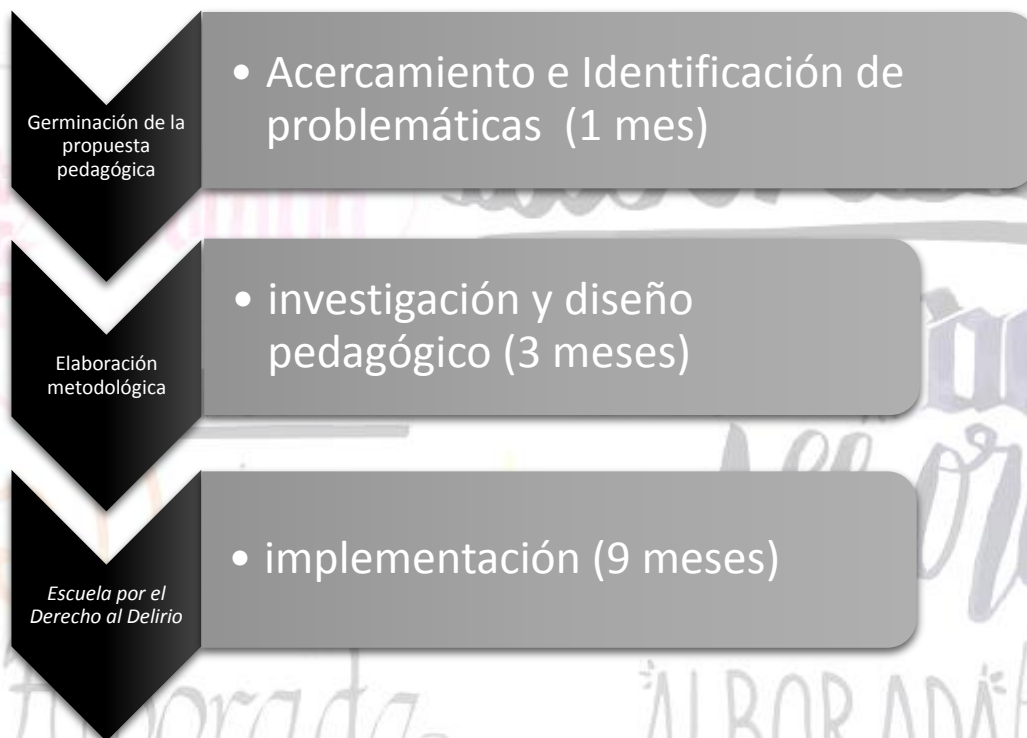 Germinación de la
propuesta
pedagógica
• Acercamiento e Identificación de
problemáticas (1 mes)
Elaboración
metodológica
• investigación y diseño
pedagógico (3 meses)
Escuela por el
Derecho al Delirio
• implementación (9 meses)
ALBORADA